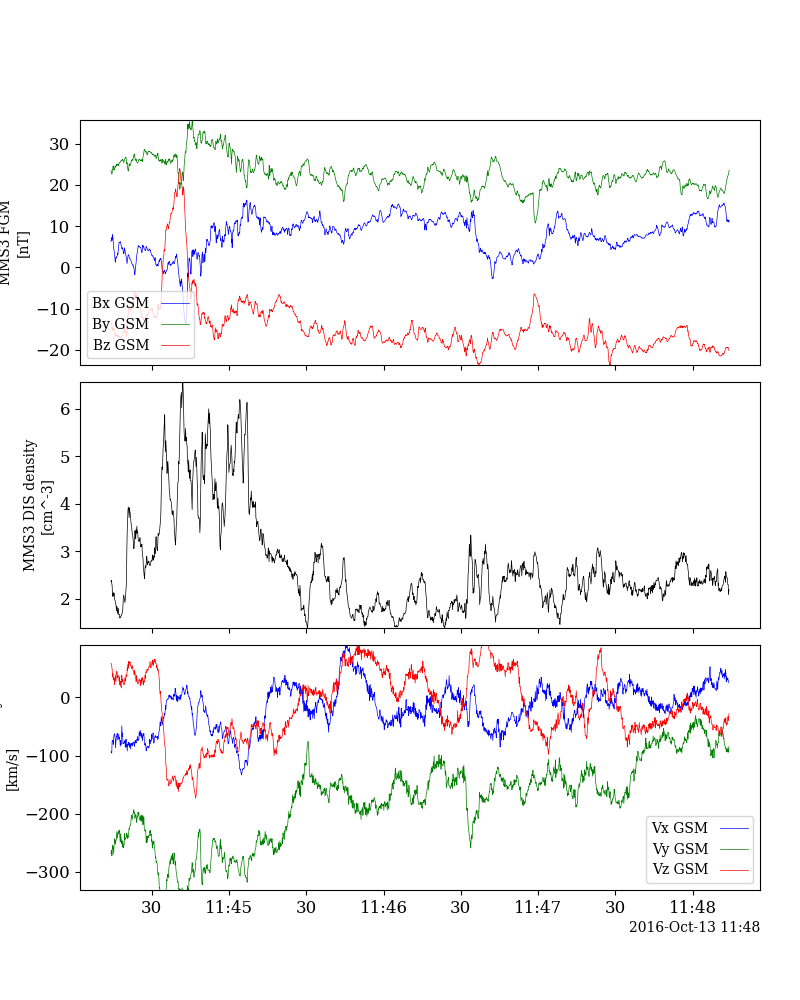 30
20
10
0
−10
−20
MMS3 FGM
[nT]
Bx GSM
By GSM
Bz GSM
6
5
4
3
2
MMS3 DIS density
[cm^-3]
0
−100
−200
−300
[km/s]
Vx GSM
Vy GSM
Vz GSM
30
11:45
30
11:46
30
11:47
30
11:48
2016-Oct-13 11:48